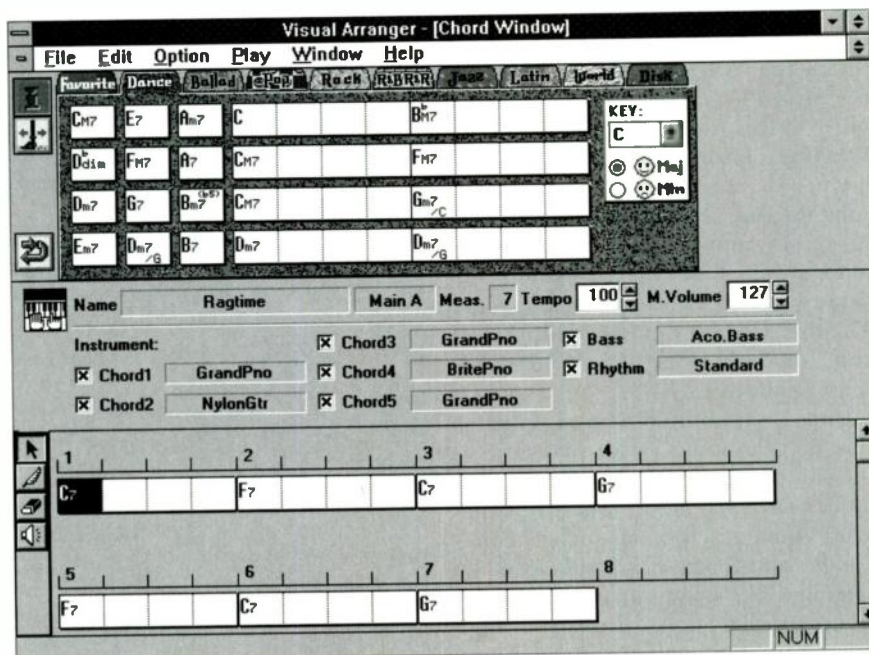 Visual Arranger - [Chord Window]
File Edit Option Play Window Help
Favorite Dance Ballad Rock Jazz Latin World Disk
CM7 E7 Am7 C B♭M7
D♭dim FM7 A7 CM7 FM7
Dm7 G7 Bm7(♭5) CM7 Gm7/C
Em7 Dm7/G B7 Dm7 Dm7/G
KEY:
C
Maj
Min
Name Ragtime Main A Meas. 7 Tempo 100 M.Volume 127
Instrument: Chord3 GrandPno Bass Aco.Bass
Chord1 GrandPno Chord4 BritePno Rhythm Standard
Chord2 NylonGtr Chord5 GrandPno
1 2 3 4
C7 F7 C7 G7
5 6 7 8
F7 C7 G7
NUM